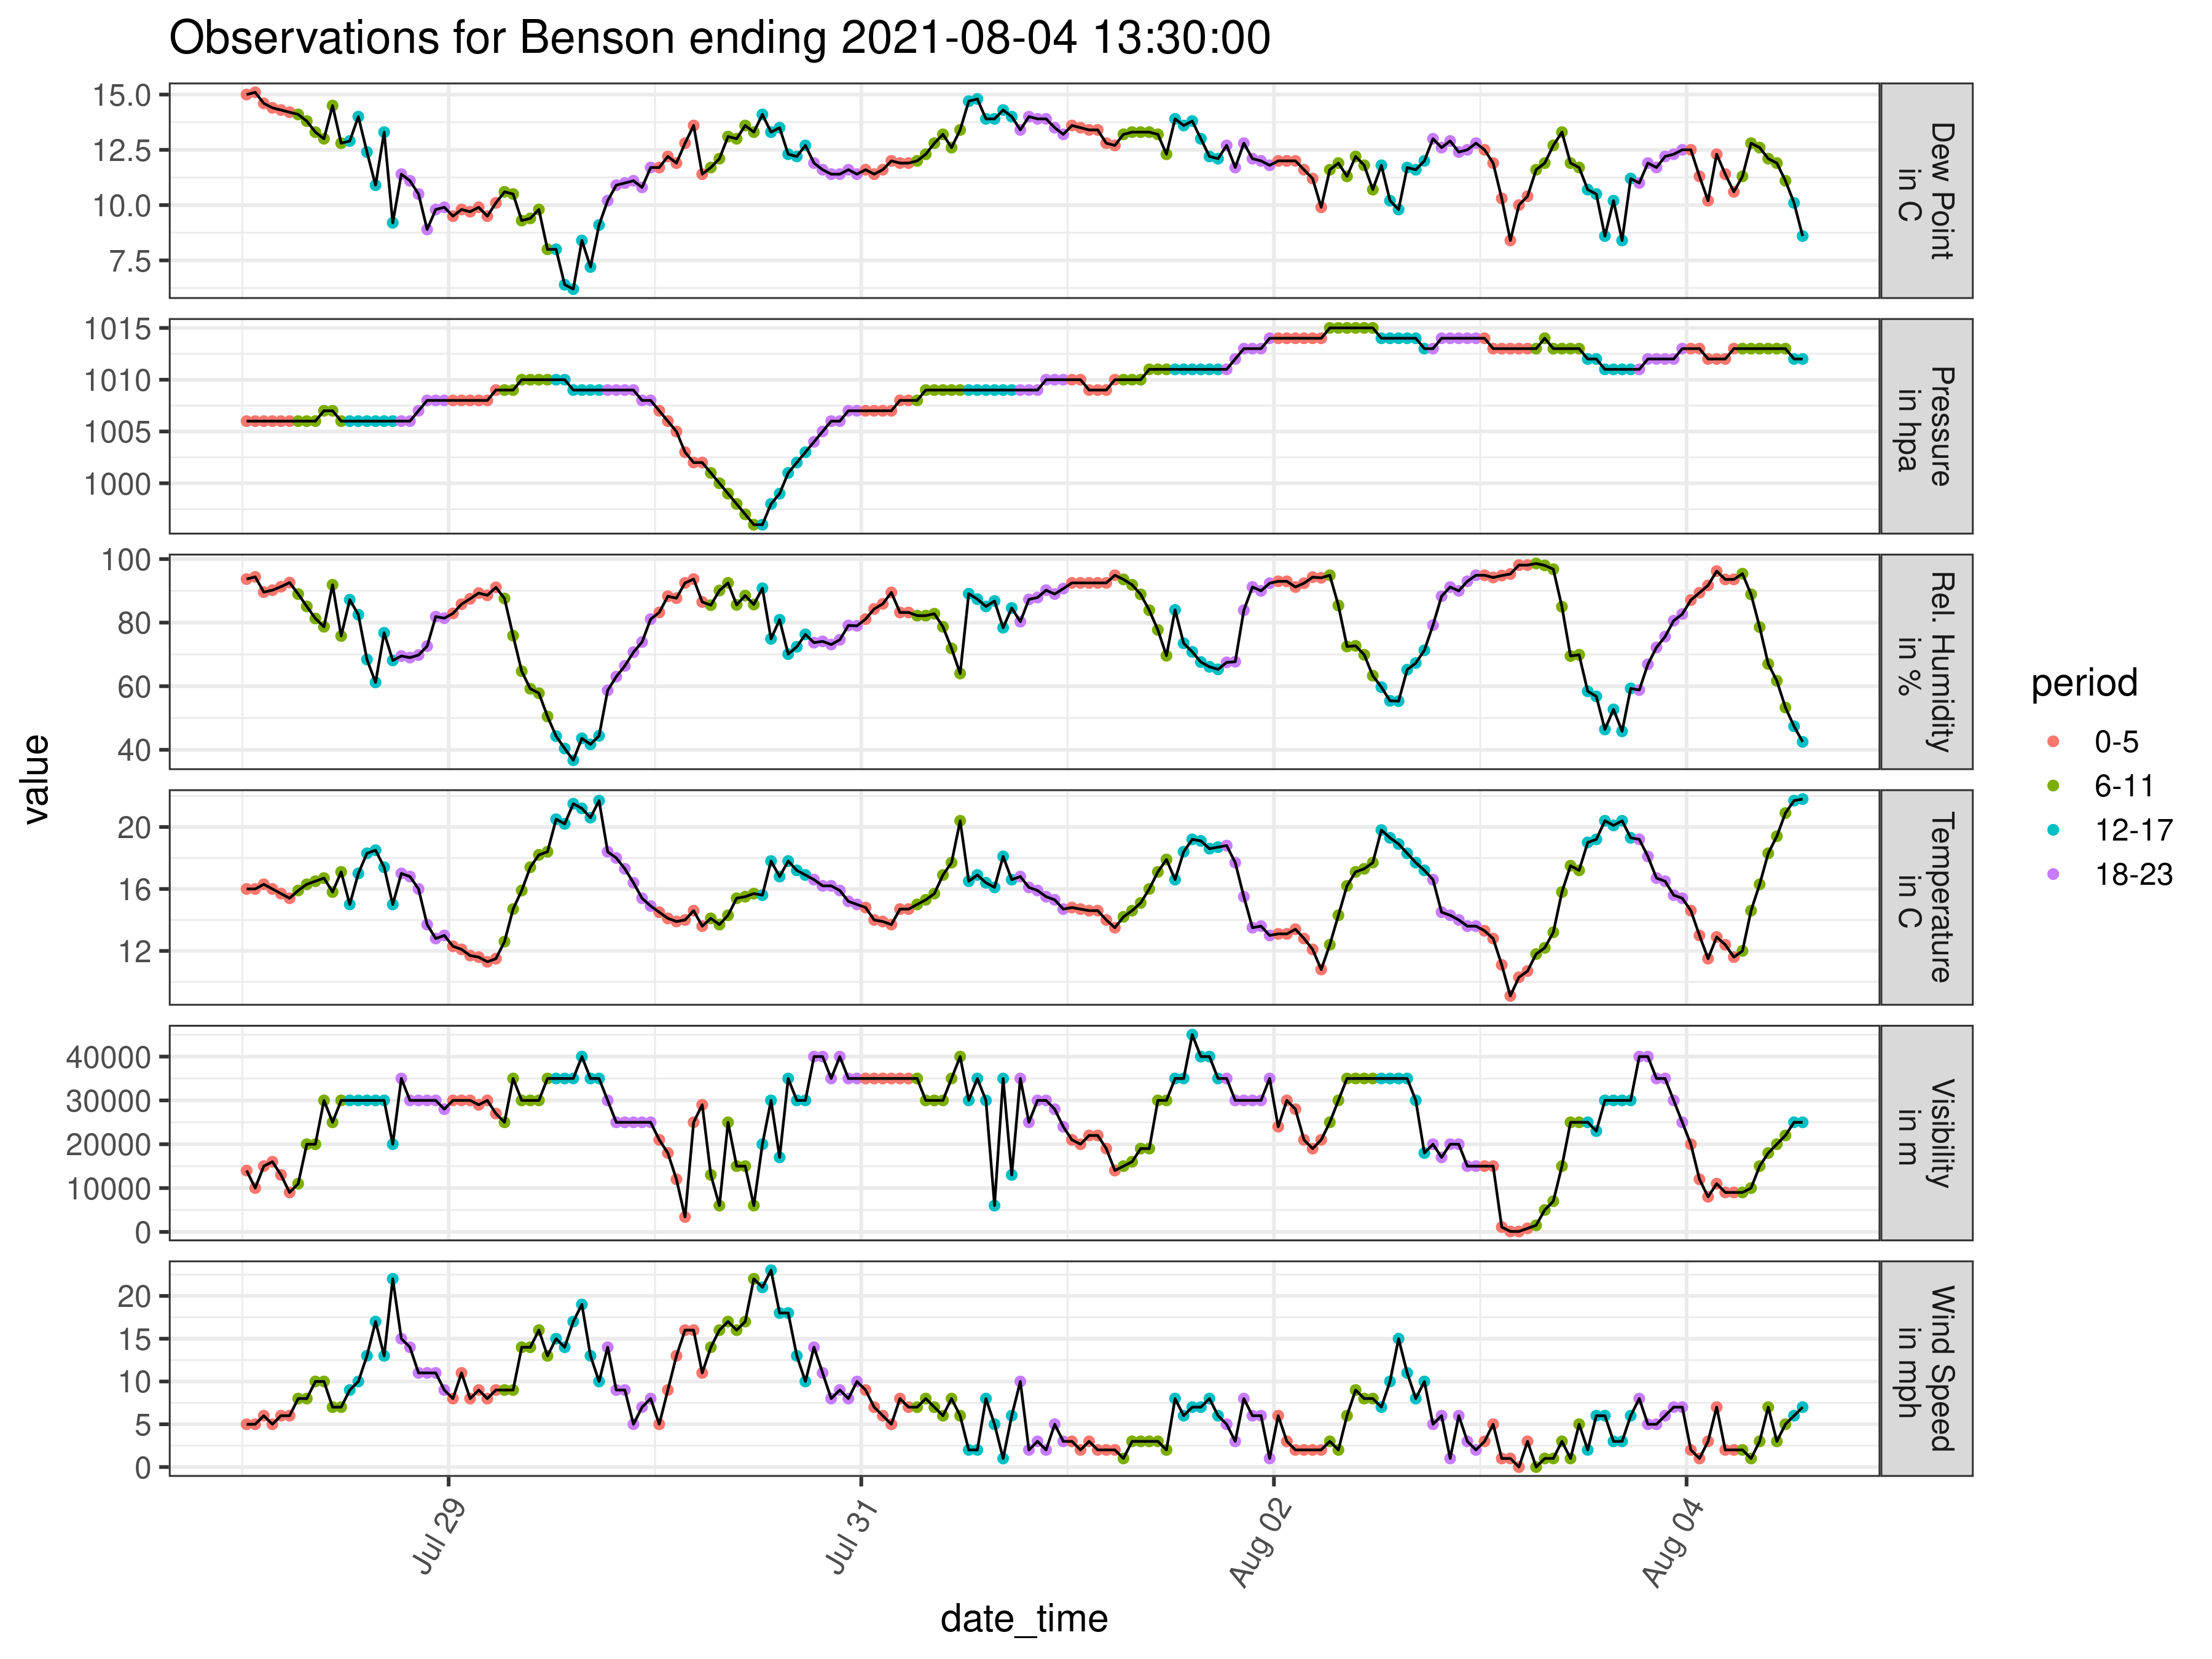 Observations for Benson ending 2021-08-04 13:30:00
value
15.0
12.5
10.0
7.5
Dew Point
in C
1015
1010
1005
1000
Pressure
in hpa
100
80
60
40
Rel. Humidity
in %
20
16
12
Temperature
in C
40000
30000
20000
10000
0
Visibility
in m
20
15
10
5
0
Wind Speed
in mph
Jul 29
Jul 31
Aug 02
Aug 04
date_time
period
0-5
6-11
12-17
18-23